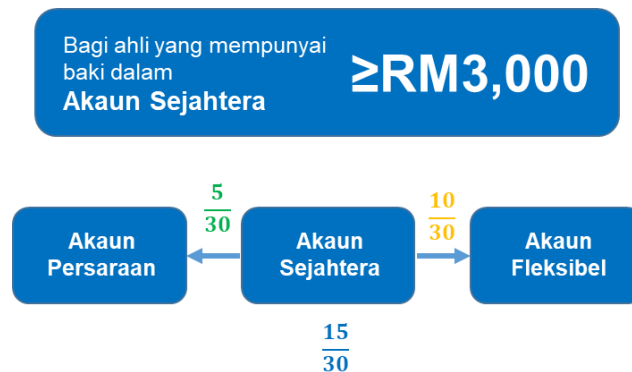 Bagi ahli yang mempunyai
baki dalam
Akaun Sejahtera
≥RM3,000
5/30
10/30
Akaun
Persaraan
Akaun
Sejahtera
Akaun
Fleksibel
15/30